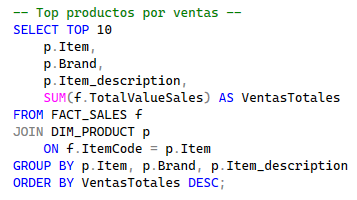 -- Top productos por ventas --
SELECT TOP 10
    p.Item,
    p.Brand,
    p.Item_description,
    SUM(f.TotalValueSales) AS VentasTotales
FROM FACT_SALES f
JOIN DIM_PRODUCT p
    ON f.ItemCode = p.Item
GROUP BY p.Item, p.Brand, p.Item_description
ORDER BY VentasTotales DESC;